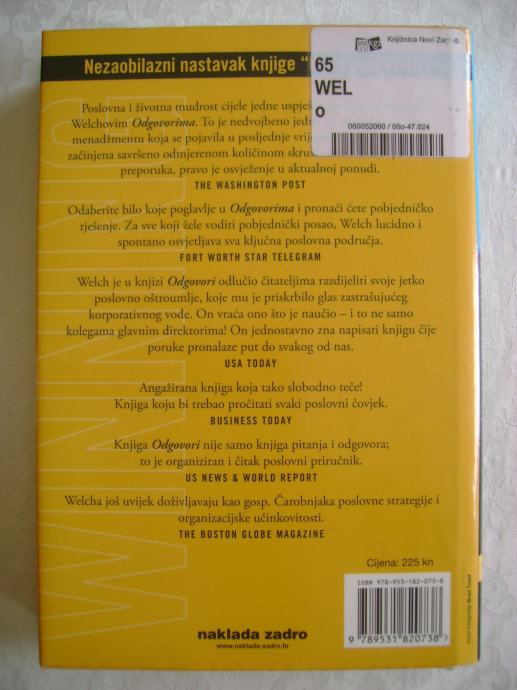 Knjižnica Novi Zagreb
kgz
65
WEL
o
060052060 / 06o-47.024
Nezaobilazni nastavak knjige "
Poslovna i životna mudrost cijele jedne
Welchovim Odgovorima. To je nedvojbeno
menadžmentu koja se pojavila u posljednje
začinjena savršeno odmjerenom količinom
preporuka, pravo je osvježenje u aktualnoj ponudi.
THE WASHINGTON POST
Odaberite bilo koje poglavlje u Odgovorima i pronaći ćete pobjedničko
rješenje. Za sve koji žele voditi pobjednički posao, Welch lucidno i
spontano osvjetljava sva ključna poslovna područja.
FORT WORTH STAR TELEGRAM
Welch je u knjizi Odgovori odlučio čitateljima razdijeliti svoje jetko
poslovno oštroumlje, koje mu je priskrbilo glas zastrašujućeg
korporativnog vođe. On vraća ono što je naučio – i to ne samo
kolegama glavnim direktorima! On jednostavno zna napisati knjigu čije
poruke pronalaze put do svakog od nas.
USA TODAY
Angažirana knjiga koja tako slobodno teče!
Knjiga koju bi trebao pročitati svaki poslovni čovjek.
BUSINESS TODAY
Knjiga Odgovori nije samo knjiga pitanja i odgovora;
to je organiziran i čitak poslovni priručnik.
US NEWS & WORLD REPORT
Welcha još uvijek doživljavaju kao gosp. Čarobnjaka poslovne strategije i
organizacijske učinkovitosti.
THE BOSTON GLOBE MAGAZINE
WINNING
Cijena: 225 kn
ISBN 978-953-182-073-8
9 789531 820738
naklada zadro
www.naklada-zadro.hr